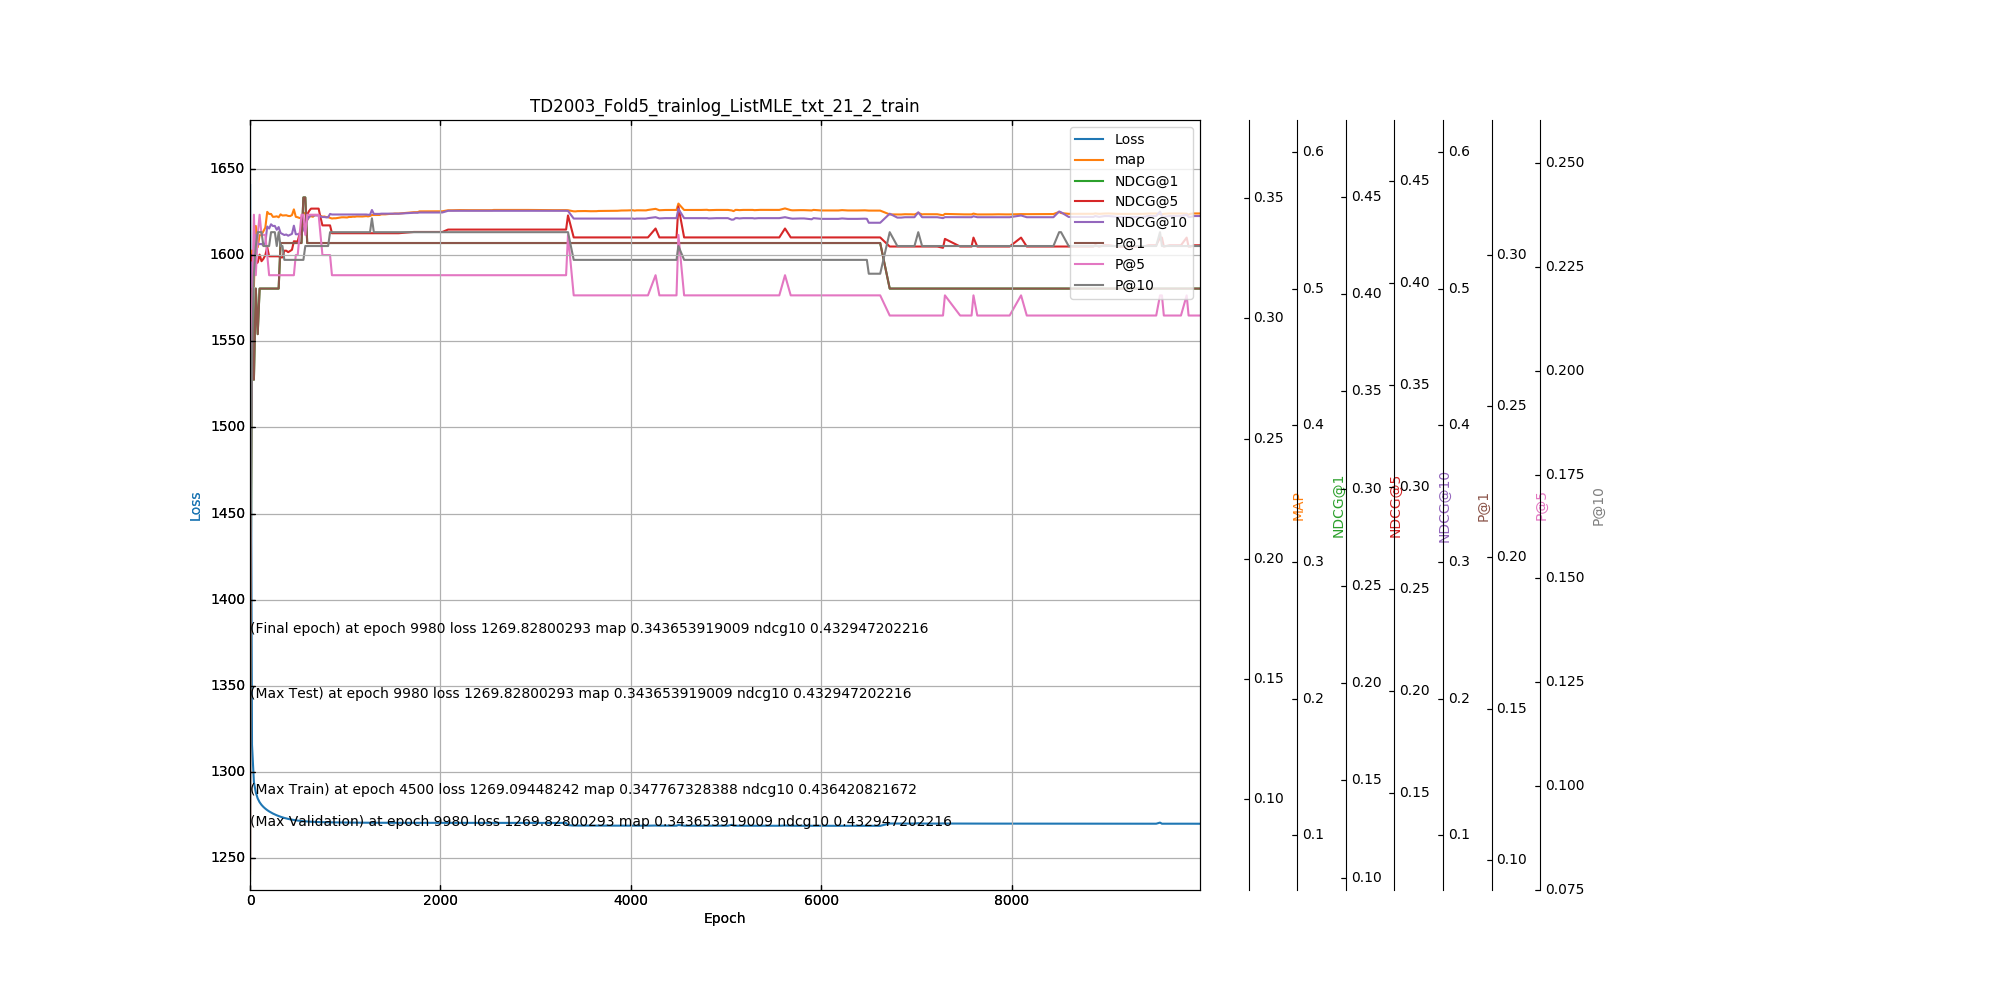 TD2003_Fold5_trainlog_ListMLE_txt_21_2_train
Loss
map
NDCG@1
NDCG@5
NDCG@10
P@1
P@5
P@10
1650
1600
1550
1500
1450
1400
1350
1300
1250
Loss
(Final epoch) at epoch 9980 loss 1269.82800293 map 0.343653919009 ndcg10 0.432947202216
(Max Test) at epoch 9980 loss 1269.82800293 map 0.343653919009 ndcg10 0.432947202216
(Max Train) at epoch 4500 loss 1269.09448242 map 0.347767328388 ndcg10 0.436420821672
(Max Validation) at epoch 9980 loss 1269.82800293 map 0.343653919009 ndcg10 0.432947202216
0 2000 4000 6000 8000
Epoch
0.35
0.30
0.25
0.20
0.15
0.10
MAP
0.6
0.5
0.4
0.3
0.2
0.1
NDCG@1
0.45
0.40
0.35
0.30
0.25
0.20
0.15
0.10
NDCG@5
0.45
0.40
0.35
0.30
0.25
0.20
0.15
NDCG@10
0.6
0.5
0.4
0.3
0.2
0.1
P@1
0.30
0.25
0.20
0.15
0.10
P@5
0.250
0.225
0.200
0.175
0.150
0.125
0.100
0.075
P@10